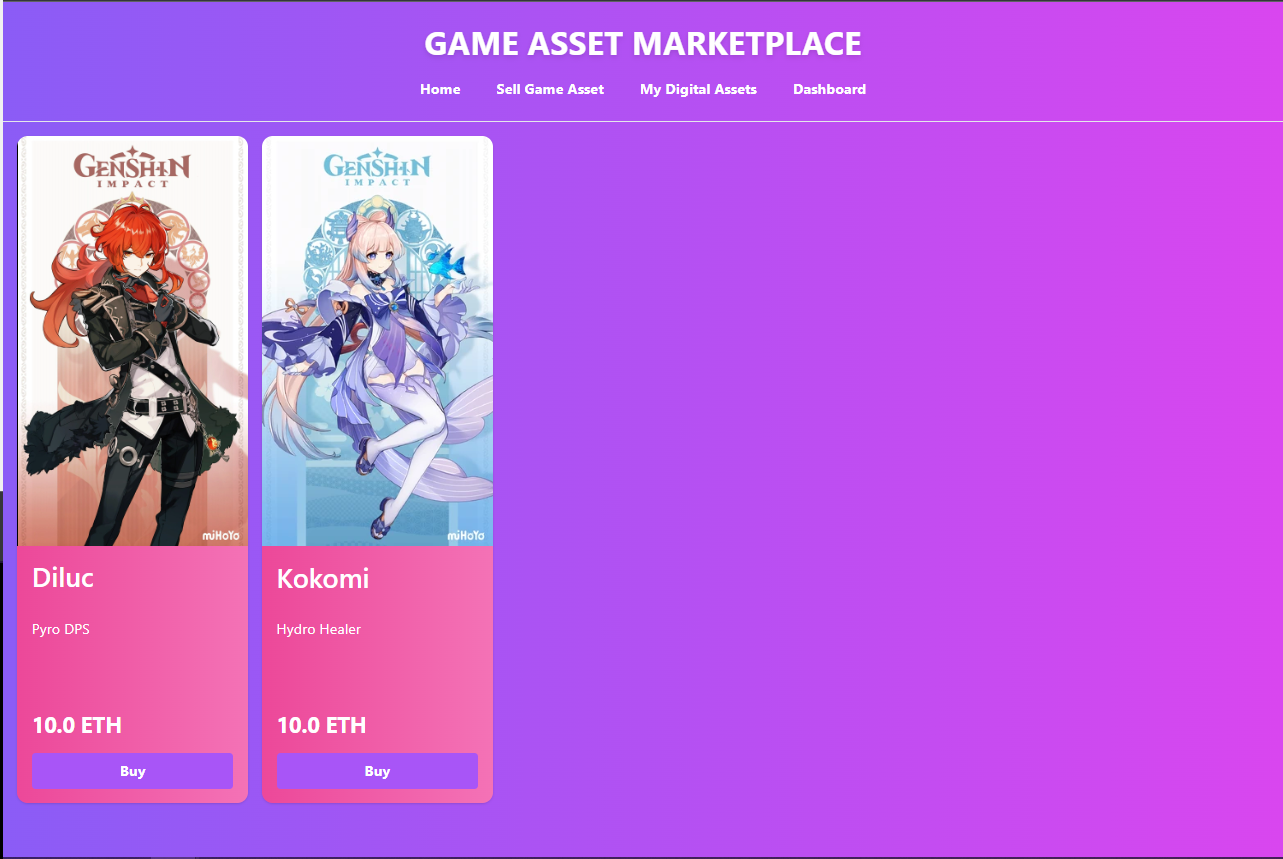 GAME ASSET MARKETPLACE
Home Sell Game Asset My Digital Assets Dashboard
GENSHIN
IMPACT
miHoYo
Diluc
Pyro DPS
10.0 ETH
Buy
GENSHIN
IMPACT
miHoYo
Kokomi
Hydro Healer
10.0 ETH
Buy